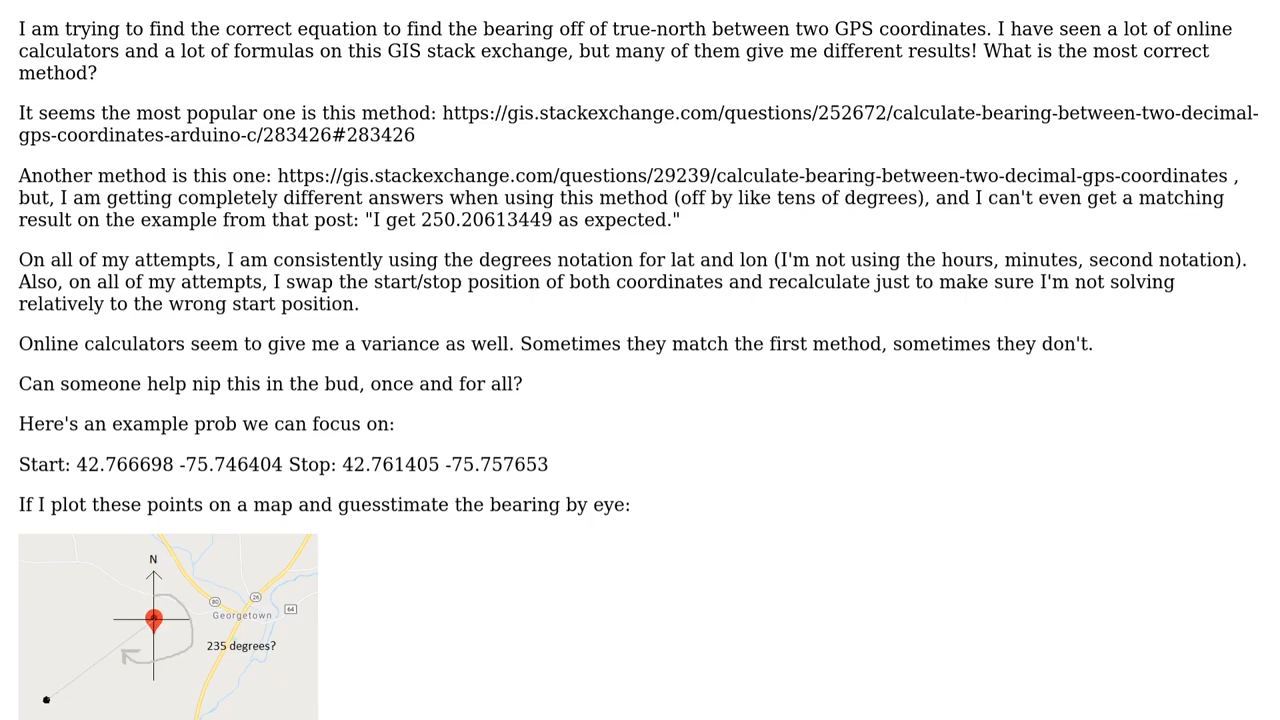 I am trying to find the correct equation to find the bearing off of true-north between two GPS coordinates. I have seen a lot of online
calculators and a lot of formulas on this GIS stack exchange, but many of them give me different results! What is the most correct
method?
It seems the most popular one is this method: https://gis.stackexchange.com/questions/252672/calculate-bearing-between-two-decimal-
gps-coordinates-arduino-c/283426#283426
Another method is this one: https://gis.stackexchange.com/questions/29239/calculate-bearing-between-two-decimal-gps-coordinates ,
but, I am getting completely different answers when using this method (off by like tens of degrees), and I can't even get a matching
result on the example from that post: "I get 250.20613449 as expected."
On all of my attempts, I am consistently using the degrees notation for lat and lon (I'm not using the hours, minutes, second notation).
Also, on all of my attempts, I swap the start/stop position of both coordinates and recalculate just to make sure I'm not solving
relatively to the wrong start position.
Online calculators seem to give me a variance as well. Sometimes they match the first method, sometimes they don't.
Can someone help nip this in the bud, once and for all?
Here's an example prob we can focus on:
Start: 42.766698 -75.746404 Stop: 42.761405 -75.757653
If I plot these points on a map and guesstimate the bearing by eye:
N
80
26
64
Georgetown
235 degrees?